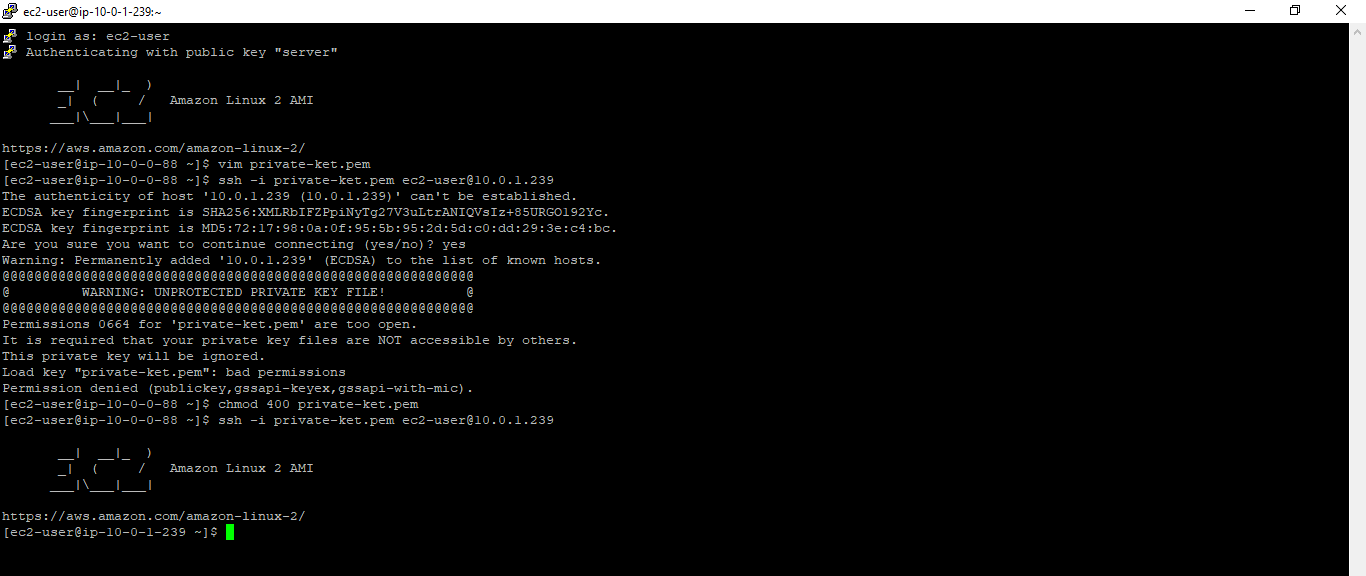 ec2-user@ip-10-0-1-239:~
login as: ec2-user
Authenticating with public key "server"
       __|  __|_  )
       _|  (     /   Amazon Linux 2 AMI
      ___|\___|___|
https://aws.amazon.com/amazon-linux-2/
[ec2-user@ip-10-0-0-88 ~]$ vim private-ket.pem
[ec2-user@ip-10-0-0-88 ~]$ ssh -i private-ket.pem ec2-user@10.0.1.239
The authenticity of host '10.0.1.239 (10.0.1.239)' can't be established.
ECDSA key fingerprint is SHA256:XMLRbIFZPpiNyTg27V3uLtrANIQVsIz+85URGO192Yc.
ECDSA key fingerprint is MD5:72:17:98:0a:0f:95:5b:95:2d:5d:c0:dd:29:3e:c4:bc.
Are you sure you want to continue connecting (yes/no)? yes
Warning: Permanently added '10.0.1.239' (ECDSA) to the list of known hosts.
@@@@@@@@@@@@@@@@@@@@@@@@@@@@@@@@@@@@@@@@@@@@@@@@@@@@@@@@@@@
@         WARNING: UNPROTECTED PRIVATE KEY FILE!          @
@@@@@@@@@@@@@@@@@@@@@@@@@@@@@@@@@@@@@@@@@@@@@@@@@@@@@@@@@@@
Permissions 0664 for 'private-ket.pem' are too open.
It is required that your private key files are NOT accessible by others.
This private key will be ignored.
Load key "private-ket.pem": bad permissions
Permission denied (publickey,gssapi-keyex,gssapi-with-mic).
[ec2-user@ip-10-0-0-88 ~]$ chmod 400 private-ket.pem
[ec2-user@ip-10-0-0-88 ~]$ ssh -i private-ket.pem ec2-user@10.0.1.239
       __|  __|_  )
       _|  (     /   Amazon Linux 2 AMI
      ___|\___|___|
https://aws.amazon.com/amazon-linux-2/
[ec2-user@ip-10-0-1-239 ~]$